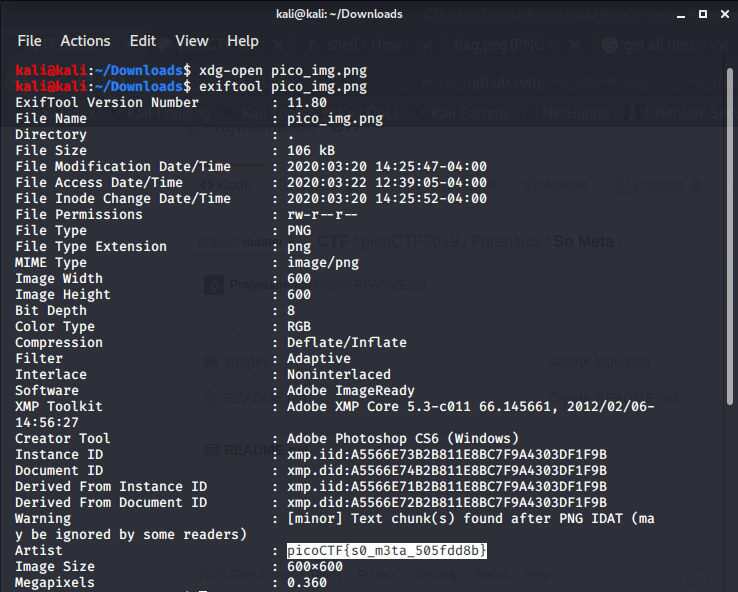 kali@kali: ~/Downloads
File Actions Edit View Help
kali@kali:~/Downloads$ xdg-open pico_img.png
kali@kali:~/Downloads$ exiftool pico_img.png
ExifTool Version Number : 11.80
File Name : pico_img.png
Directory :
File Size : 106 kB
File Modification Date/Time : 2020:03:20 14:25:47-04:00
File Access Date/Time : 2020:03:22 12:39:05-04:00
File Inode Change Date/Time : 2020:03:20 14:25:52-04:00
File Permissions : rw-r--r--
File Type : PNG
File Type Extension : png
MIME Type : image/png
Image Width : 600
Image Height : 600
Bit Depth : 8
Color Type : RGB
Compression : Deflate/Inflate
Filter : Adaptive
Interlace : Noninterlaced
Software : Adobe ImageReady
XMP Toolkit : Adobe XMP Core 5.3-c011 66.145661, 2012/02/06-
14:56:27
Creator Tool : Adobe Photoshop CS6 (Windows)
Instance ID : xmp.iid:A5566E73B2B811E8BC7F9A4303DF1F9B
Document ID : xmp.did:A5566E74B2B811E8BC7F9A4303DF1F9B
Derived From Instance ID : xmp.iid:A5566E71B2B811E8BC7F9A4303DF1F9B
Derived From Document ID : xmp.did:A5566E72B2B811E8BC7F9A4303DF1F9B
Warning : [minor] Text chunk(s) found after PNG IDAT (ma
y be ignored by some readers)
Artist : picoCTF{s0_m3ta_505fdd8b}
Image Size : 600×600
Megapixels : 0.360